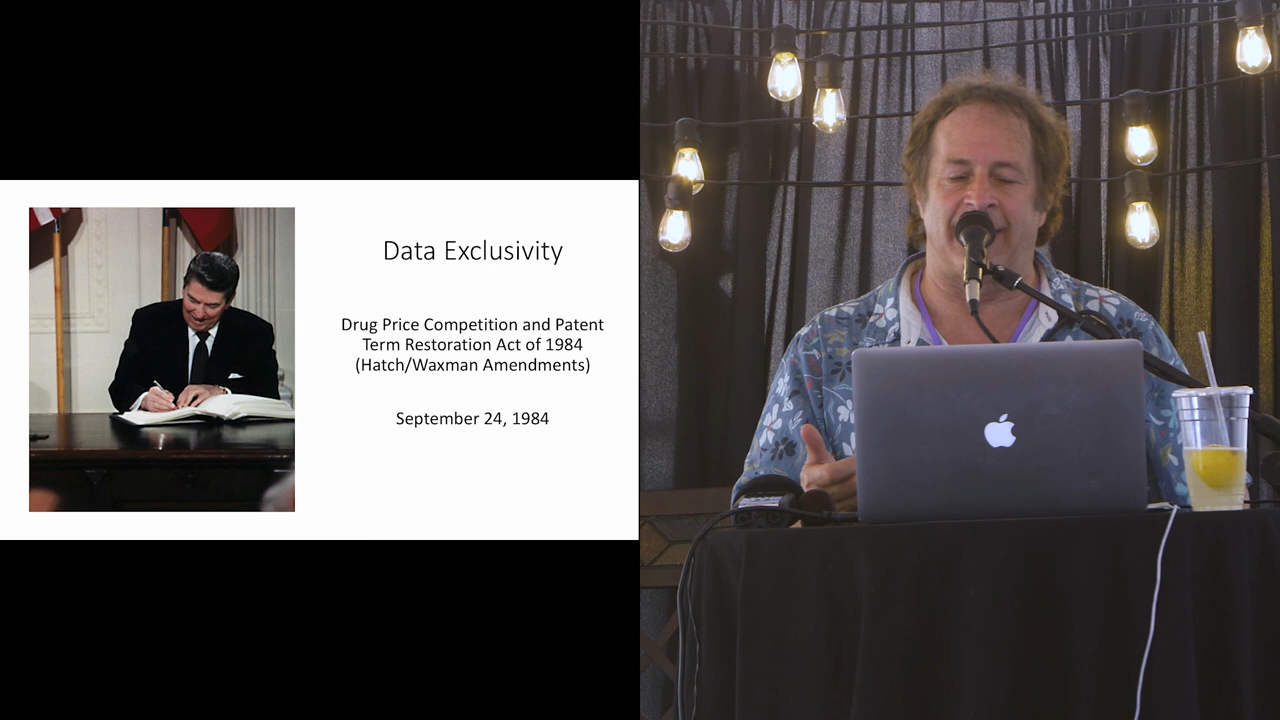 Data Exclusivity
Drug Price Competition and Patent
Term Restoration Act of 1984
(Hatch/Waxman Amendments)
September 24, 1984